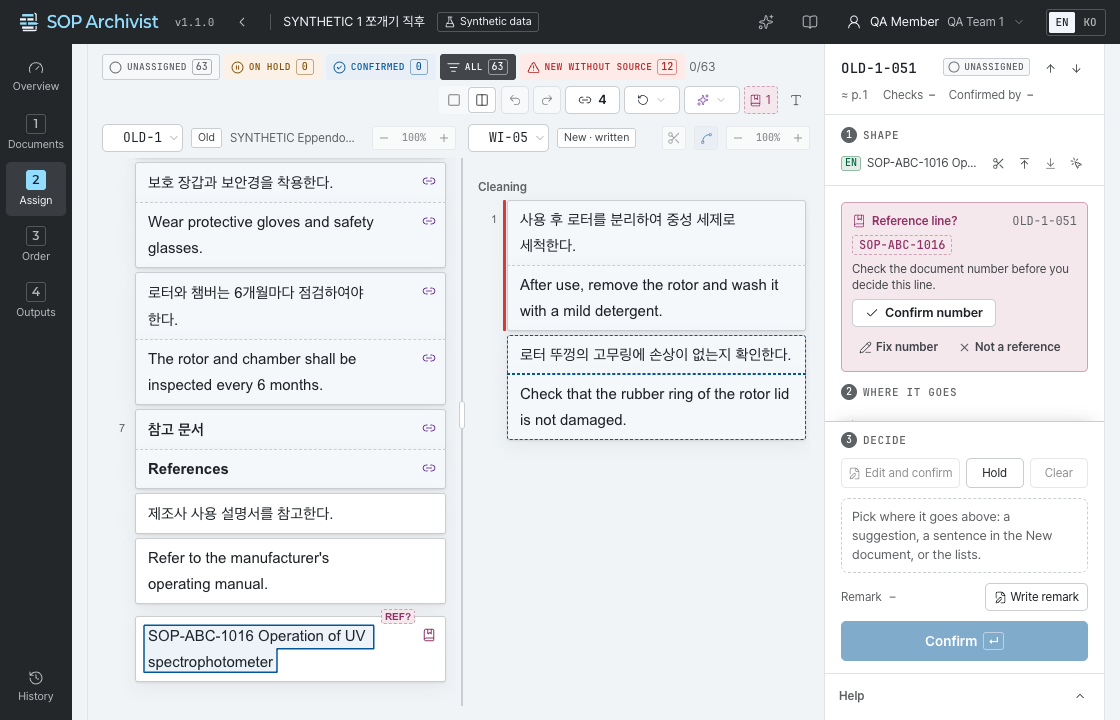 SOP Archivist v1.1.0
SYNTHETIC 1 쪼개기 직후
Synthetic data
QA Member QA Team 1
EN KO
Overview
1
Documents
2
Assign
3
Order
4
Outputs
History
UNASSIGNED 63
ON HOLD 0
CONFIRMED 0
ALL 63
NEW WITHOUT SOURCE 12
0/63
4
1
OLD-1
Old
SYNTHETIC Eppendo...
100%
WI-05
New · written
100%
보호 장갑과 보안경을 착용한다.
Wear protective gloves and safety
glasses.
로터와 챔버는 6개월마다 점검하여야
한다.
The rotor and chamber shall be
inspected every 6 months.
7
참고 문서
References
제조사 사용 설명서를 참고한다.
Refer to the manufacturer's
operating manual.
REF?
SOP-ABC-1016 Operation of UV
spectrophotometer
Cleaning
1
사용 후 로터를 분리하여 중성 세제로
세척한다.
After use, remove the rotor and wash it
with a mild detergent.
로터 뚜껑의 고무링에 손상이 없는지 확인한다.
Check that the rubber ring of the rotor lid
is not damaged.
OLD-1-051
UNASSIGNED
≈ p.1 Checks – Confirmed by –
1 SHAPE
EN SOP-ABC-1016 Op...
Reference line? OLD-1-051
SOP-ABC-1016
Check the document number before you
decide this line.
Confirm number
Fix number
Not a reference
2 WHERE IT GOES
3 DECIDE
Edit and confirm
Hold
Clear
Pick where it goes above: a
suggestion, a sentence in the New
document, or the lists.
Remark –
Write remark
Confirm
Help